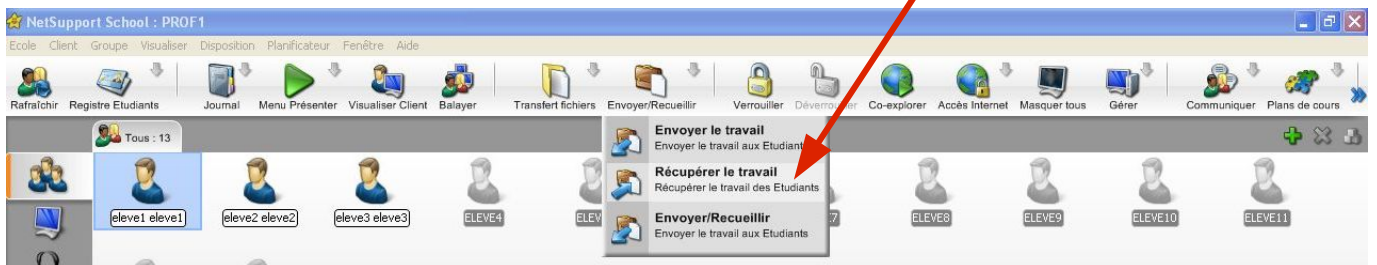 NetSupport School : PROF1
Ecole Client Groupe Visualiser Disposition Planificateur Fenêtre Aide
Rafraîchir Registre Etudiants Journal Menu Présenter Visualiser Client Balayer Transfert fichiers Envoyer/Recueillir Verrouiller Déverrouiller Co-explorer Accès Internet Masquer tous Gérer Communiquer Plans de cours
Tous : 13
Envoyer le travail
Envoyer le travail aux Etudiants
Récupérer le travail
Récupérer le travail des Etudiants
Envoyer/Recueillir
Envoyer le travail aux Etudiants
eleve1 eleve1 eleve2 eleve2 eleve3 eleve3 ELEVE4 ELEV 7 ELEVE8 ELEVE9 ELEVE10 ELEVE11